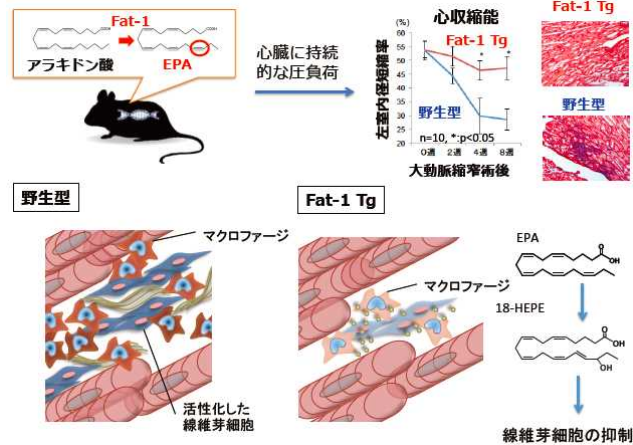 Fat-1
アラキドン酸
EPA
心臓に持続
的な圧負荷
心収縮能
(%)
Fat-1 Tg
左室内径短縮率
60
55
50
45
40
35
30
25
20
*
*
野生型
n=10, *:p<0.05
0週 2週 4週 8週
大動脈縮窄術後
Fat-1 Tg
野生型
野生型
マクロファージ
活性化した
線維芽細胞
Fat-1 Tg
マクロファージ
EPA
O
OH
18-HEPE
O
OH
OH
線維芽細胞の抑制